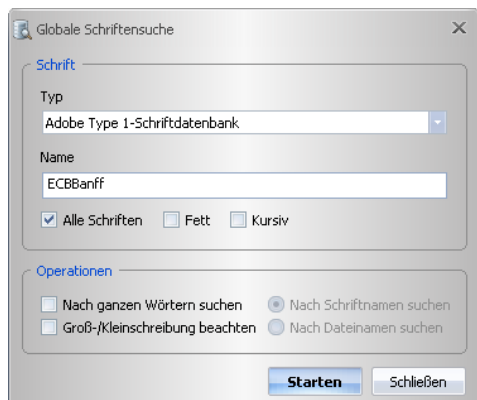 Globale Schriftensuche
Schrift
Typ
Adobe Type 1-Schriftdatenbank
Name
ECBBanff
Alle Schriften Fett Kursiv
Operationen
Nach ganzen Wörtern suchen Nach Schriftnamen suchen
Groß-/Kleinschreibung beachten Nach Dateinamen suchen
Starten Schließen